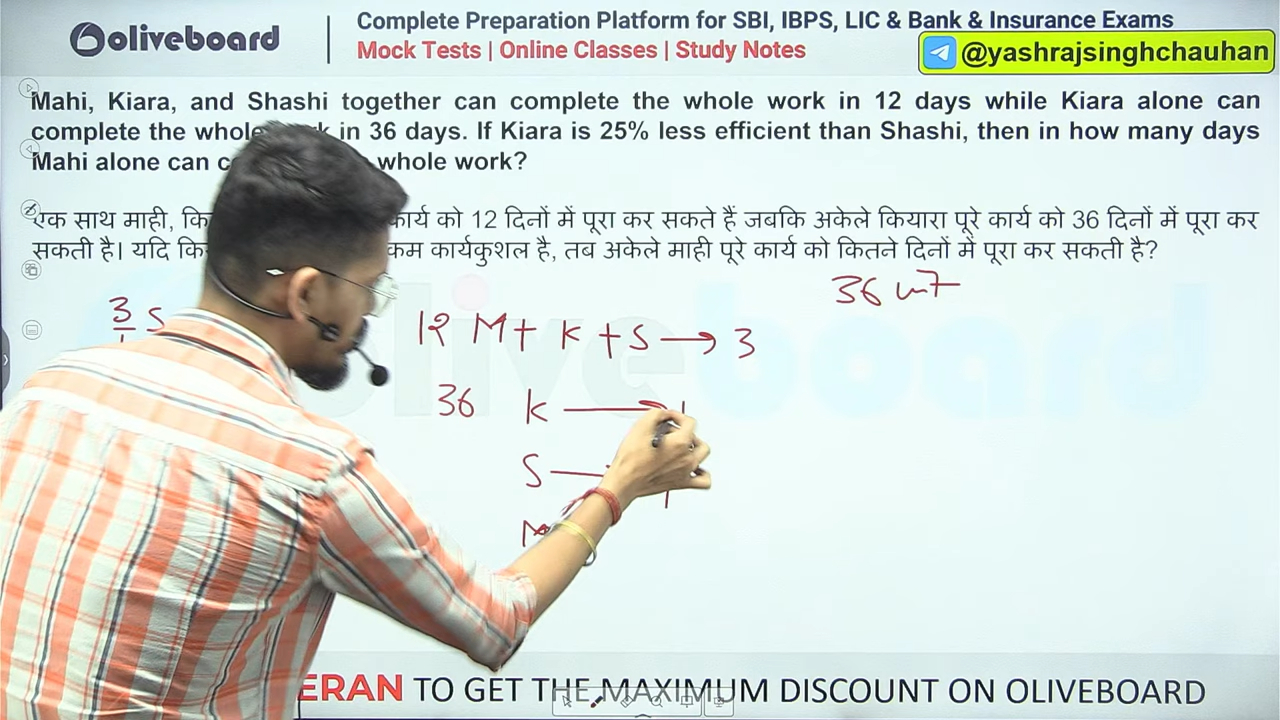 oliveboard
Complete Preparation Platform for SBI, IBPS, LIC & Bank & Insurance Exams
Mock Tests | Online Classes | Study Notes
@yashrajsinghchauhan
Mahi, Kiara, and Shashi together can complete the whole work in 12 days while Kiara alone can
complete the whole in 36 days. If Kiara is 25% less efficient than Shashi, then in how many days
Mahi alone can whole work?
एक साथ माही, कार्य को 12 दिनों में पूरा कर सकते हैं जबकि अकेले कियारा पूरे कार्य को 36 दिनों में पूरा कर
सकती है। यदि कम कार्यकुशल है, तब अकेले माही पूरे कार्य को कितने दिनों में पूरा कर सकती है?
36
3 S
12 M + K + S → 3
36 K →
S
M
TO GET THE MAXIMUM DISCOUNT ON OLIVEBOARD